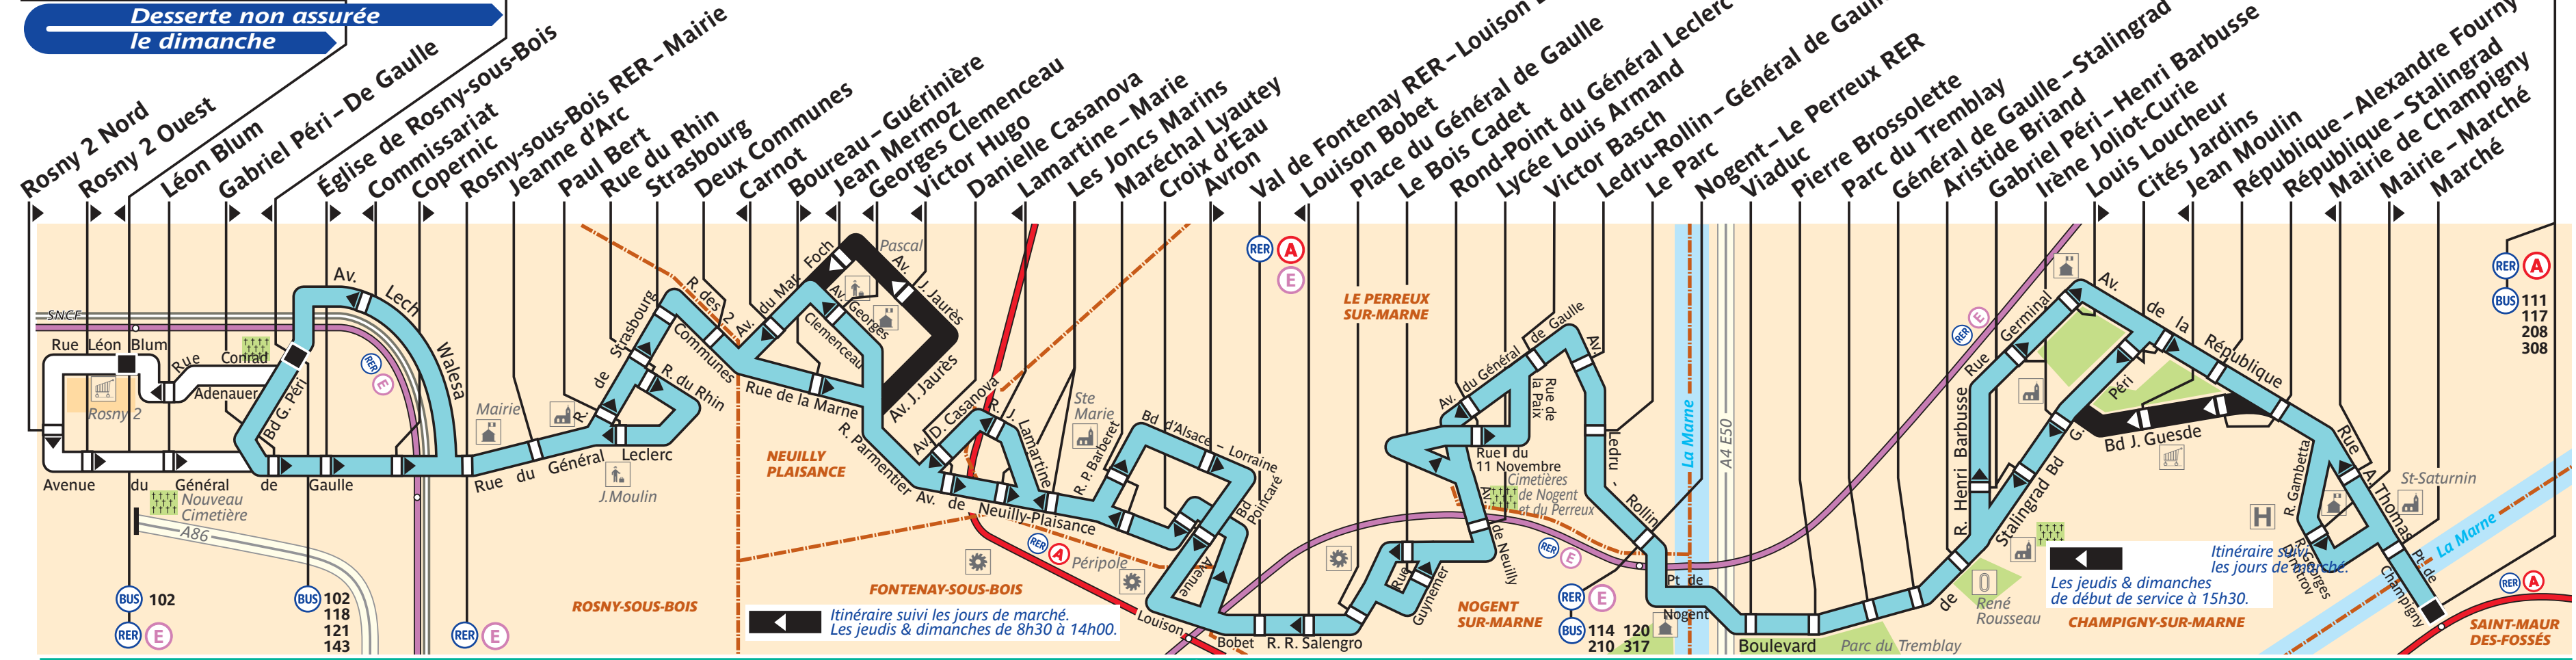 Desserte non assurée
le dimanche
Rosny 2 Nord
Rosny 2 Ouest
Léon Blum
Gabriel Péri – De Gaulle
Église de Rosny-sous-Bois
Commissariat
Copernic
Rosny-sous-Bois RER – Mairie
Jeanne d'Arc
Paul Bert
Rue du Rhin
Strasbourg
Deux Communes
Carnot
Boureau – Guérinière
Jean Mermoz
Georges Clemenceau
Victor Hugo
Danielle Casanova
Lamartine – Marie
Les Joncs Marins
Maréchal Lyautey
Croix d'Eau
Avron
Val de Fontenay RER – Louison
Louison Bobet
Place du Général de Gaulle
Le Bois Cadet
Rond-Point du Général Leclerc
Lycée Louis Armand
Victor Basch
Ledru-Rollin – Général de
Le Parc
Nogent – Le Perreux RER
Viaduc
Pierre Brossolette
Parc du Tremblay
Général de Gaulle – Stalingrad
Aristide Briand
Gabriel Péri – Henri Barbusse
Irène Joliot-Curie
Louis Loucheur
Cités Jardins
Jean Moulin
République – Alexandre Fourny
République – Stalingrad
Mairie de Champigny
Mairie – Marché
Marché
SNCF
Rue Léon Blum
Rue Conrad
Adenauer
Rosny 2
Bd G. Péri
Av. Lech Walesa
RER E
Avenue du Général de Gaulle
Nouveau
Cimetière
A86
BUS 102
RER E
BUS 102
118
121
143
RER E
Mairie
Rue du Général Leclerc
J.Moulin
R. de Strasbourg
R. du Rhin
R. des 2 Communes
ROSNY-SOUS-BOIS
Av. du Mar. Foch
Pascal
Av. J. Jaurès
Av. Georges
Clemenceau
Av. J. Jaurès
Rue de la Marne
R. Parmentier
NEUILLY
PLAISANCE
Av. D. Casanova
R. J. Lamartine
Av. de Neuilly-Plaisance
Ste
Marie
R. P. Barberet
Bd d'Alsace – Lorraine
Bd Poincaré
Avenue
RER A
Péripole
FONTENAY-SOUS-BOIS
Itinéraire suivi les jours de marché.
Les jeudis & dimanches de 8h30 à 14h00.
Louison Bobet
R. R. Salengro
RER A
E
LE PERREUX
SUR-MARNE
Rue Guynemer
Av. de Neuilly
Av. du Général de Gaulle
Rue de
la Paix
Rue du
11 Novembre
Cimetières
de Nogent
et du Perreux
Av. Ledru - Rollin
RER E
NOGENT
SUR-MARNE
RER E
BUS 114 120
210 317
Pt de
Nogent
La Marne
A4 E50
Boulevard de Stalingrad
Parc du Tremblay
RER E
R. Henri Barbusse
Rue Germinal
Bd G. Péri
Av. de la République
Bd J. Guesde
René
Rousseau
CHAMPIGNY-SUR-MARNE
Itinéraire suivi
les jours de marché.
Les jeudis & dimanches
de début de service à 15h30.
H
R. Gambetta
R. Georges
Dimitrov
Rue A. Thomas
St-Saturnin
Pt de
Champigny
La Marne
RER A
BUS 111
117
208
308
RER A
SAINT-MAUR
DES-FOSSÉS